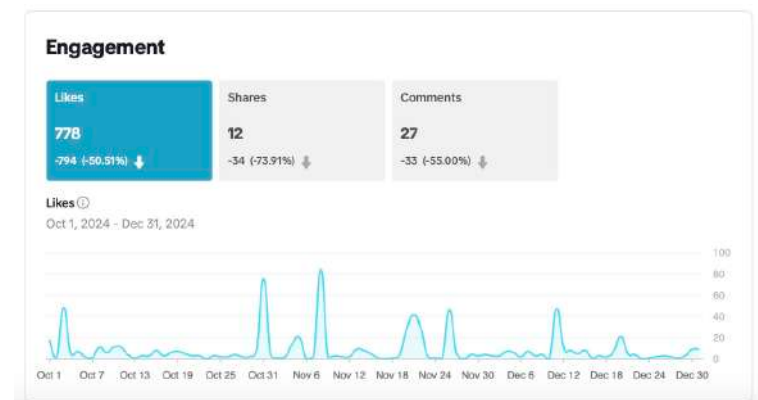 Engagement
Likes
Shares
Comments
778
12
27
-794 (-50.51%)
-34 (-73.91%)
-33 (-55.00%)
Likes
Oct 1, 2024 - Dec 31, 2024
100
80
60
40
20
0
Oct 1 Oct 7 Oct 13 Oct 19 Oct 25 Oct 31 Nov 6 Nov 12 Nov 18 Nov 24 Nov 30 Dec 6 Dec 12 Dec 18 Dec 24 Dec 30